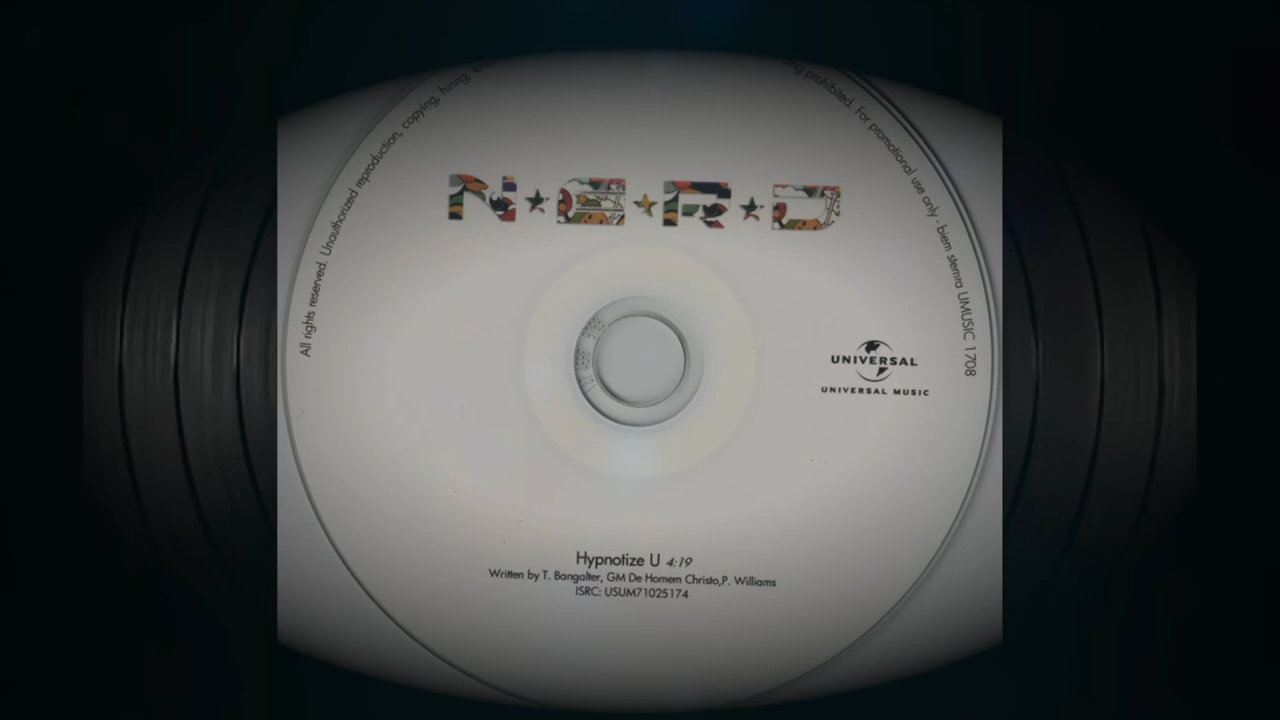 All rights reserved. Unauthorized reproduction, copying, hiring,
prohibited. For promotional use only - biem stemra UMUSIC 1708
N★E★R★D
UNIVERSAL
UNIVERSAL MUSIC
Hypnotize U 4:19
Written by T. Bangalter, GM De Homem Christo,P. Williams
ISRC: USUM71025174